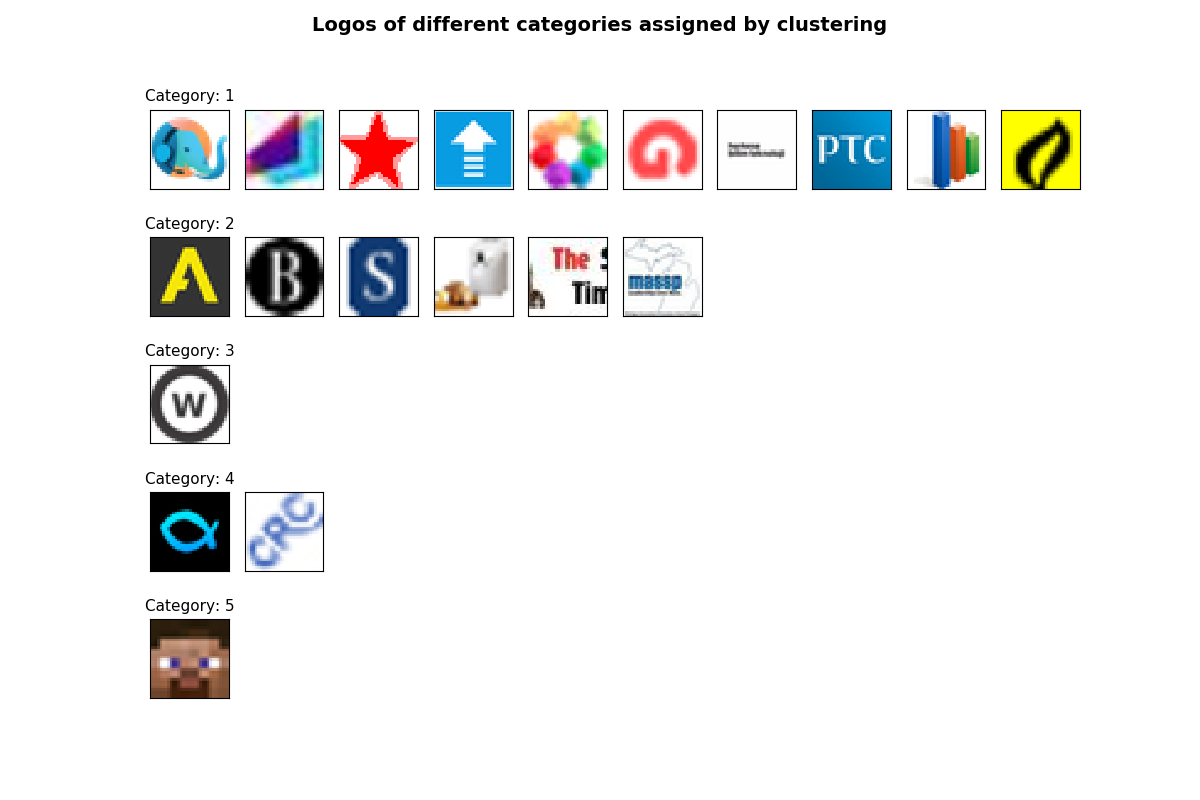 Logos of different categories assigned by clustering
Category: 1
PTC
Category: 2
B
S
The S
Tim
massp
Category: 3
W
Category: 4
CRC
Category: 5